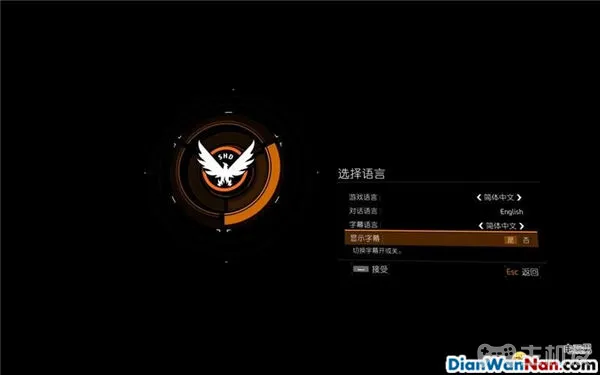 SHD
选择语言
游戏语言 简体中文
对话语言 English
字幕语言 简体中文
显示字幕 是 否
切换字幕开或关。
接受 Esc 返回
DianWanNan.com